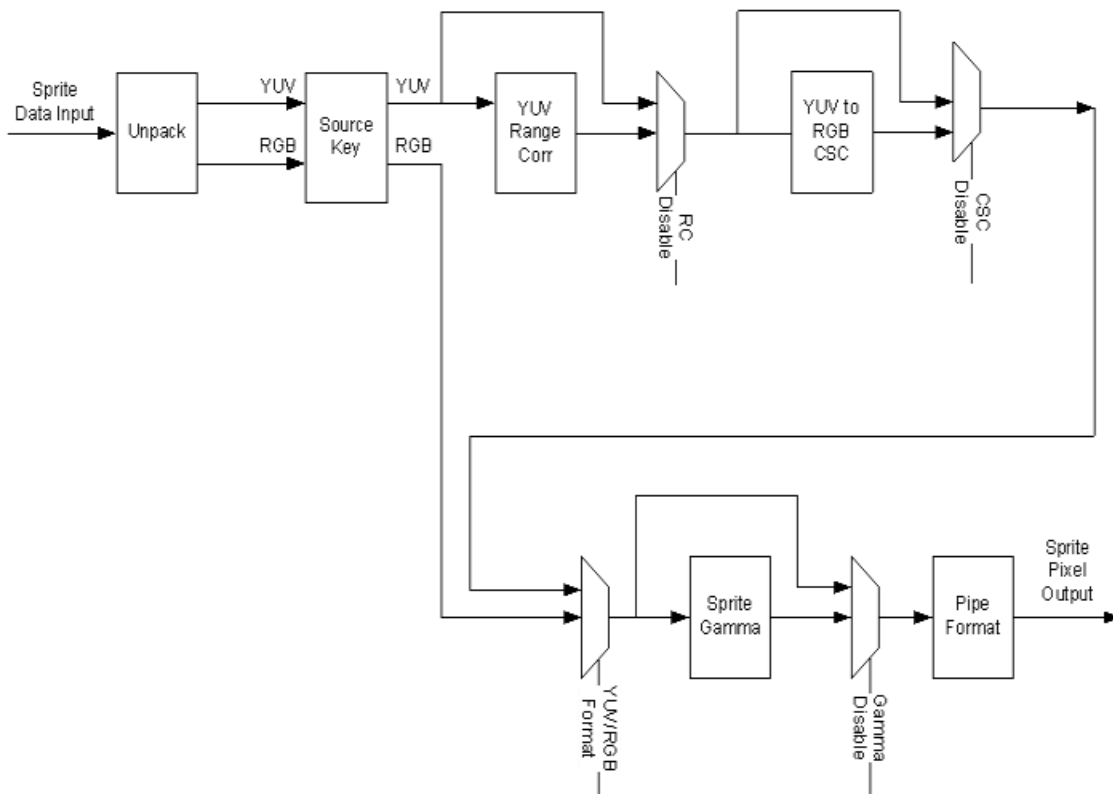 Sprite
Data Input
Unpack
YUV
RGB
Source
Key
YUV
RGB
YUV
Range
Corr
RC
Disable
YUV to
RGB
CSC
CSC
Disable
YUV/RGB
Format
Sprite
Gamma
Gamma
Disable
Pipe
Format
Sprite
Pixel
Output